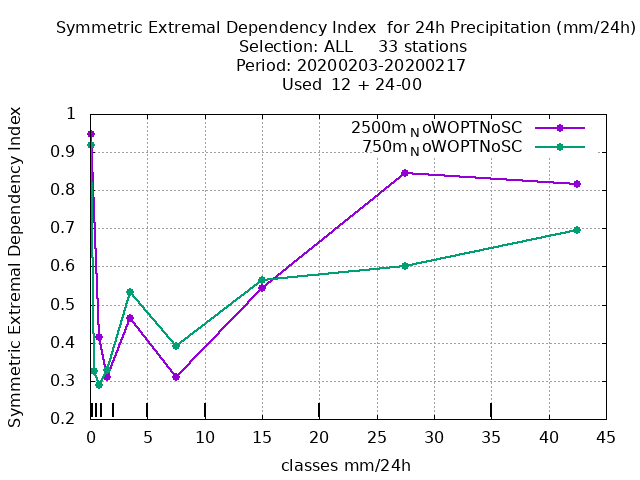 Symmetric Extremal Dependency Index  for 24h Precipitation (mm/24h)
Selection: ALL     33 stations
Period: 20200203-20200217
Used  12 + 24-00
Symmetric Extremal Dependency Index
1
0.9
0.8
0.7
0.6
0.5
0.4
0.3
0.2
2500m_NoWOPTNoSC
750m_NoWOPTNoSC
0 5 10 15 20 25 30 35 40 45
classes mm/24h